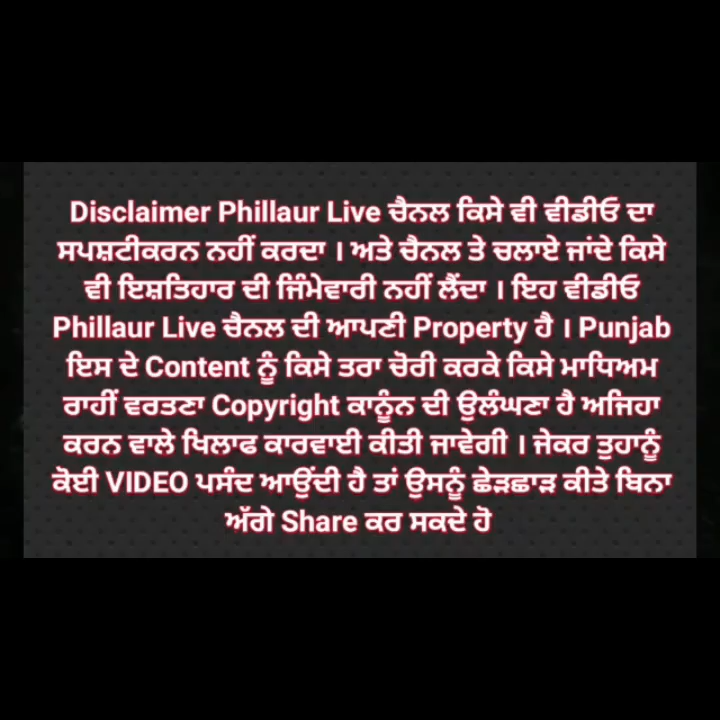 Disclaimer Phillaur Live ਚੈਨਲ ਕਿਸੇ ਵੀ ਵੀਡੀਓ ਦਾ
ਸਪਸ਼ਟੀਕਰਨ ਨਹੀਂ ਕਰਦਾ । ਅਤੇ ਚੈਨਲ ਤੇ ਚਲਾਏ ਜਾਂਦੇ ਕਿਸੇ
ਵੀ ਇਸ਼ਤਿਹਾਰ ਦੀ ਜਿੰਮੇਵਾਰੀ ਨਹੀਂ ਲੈਂਦਾ । ਇਹ ਵੀਡੀਓ
Phillaur Live ਚੈਨਲ ਦੀ ਆਪਣੀ Property ਹੈ । Punjab
ਇਸ ਦੇ Content ਨੂੰ ਕਿਸੇ ਤਰਾ ਚੋਰੀ ਕਰਕੇ ਕਿਸੇ ਮਾਧਿਅਮ
ਰਾਹੀਂ ਵਰਤਣਾ Copyright ਕਾਨੂੰਨ ਦੀ ਉਲੰਘਣਾ ਹੈ ਅਜਿਹਾ
ਕਰਨ ਵਾਲੇ ਖਿਲਾਫ ਕਾਰਵਾਈ ਕੀਤੀ ਜਾਵੇਗੀ । ਜੇਕਰ ਤੁਹਾਨੂੰ
ਕੋਈ VIDEO ਪਸੰਦ ਆਉਂਦੀ ਹੈ ਤਾਂ ਉਸਨੂੰ ਛੇੜਛਾੜ ਕੀਤੇ ਬਿਨਾ
ਅੱਗੇ Share ਕਰ ਸਕਦੇ ਹੋ